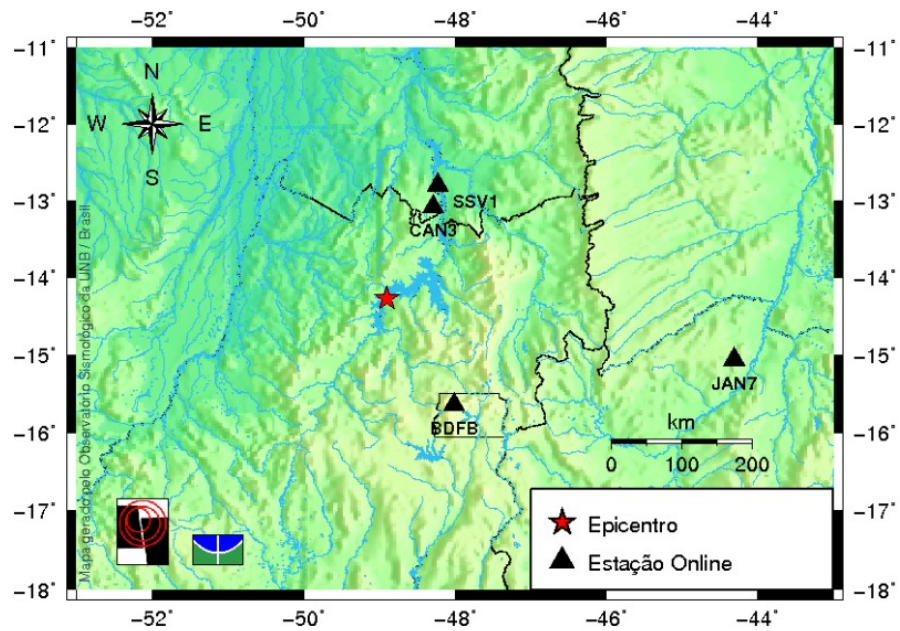 −52° −50° −48° −46° −44°
−11° −11°
N
−12° W E −12°
S
SSV1
−13° −13°
CAN3
−14° −14°
−15° −15°
JAN7
km
BDFB
−16° −16°
0 100 200
−17° −17°
Epicentro
Estação Online
−18° −18°
−52° −50° −48° −46° −44°
Mapa gerado pelo Observatório Sismológico da UNB / Brasil